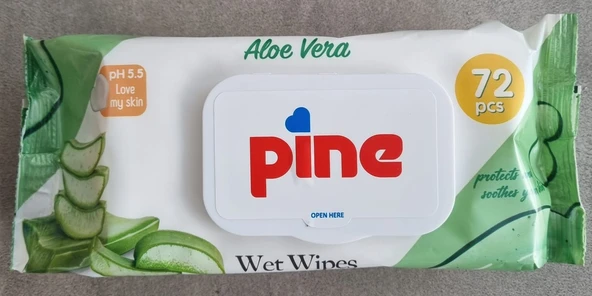 Aloe Vera
pH 5.5
Love
my skin
72
pcs
pine
OPEN HERE
protects
soothes
Wet Wipes